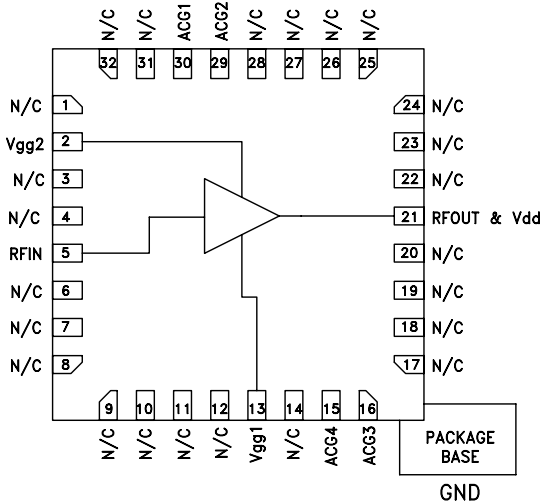 N/C N/C ACG1 ACG2 N/C N/C N/C N/C
32 31 30 29 28 27 26 25
N/C 1
Vgg2 2
N/C 3
N/C 4
RFIN 5
N/C 6
N/C 7
N/C 8
24 N/C
23 N/C
22 N/C
21 RFOUT & Vdd
20 N/C
19 N/C
18 N/C
17 N/C
9 10 11 12 13 14 15 16
N/C N/C N/C N/C Vgg1 N/C ACG4 ACG3
PACKAGE
BASE
GND